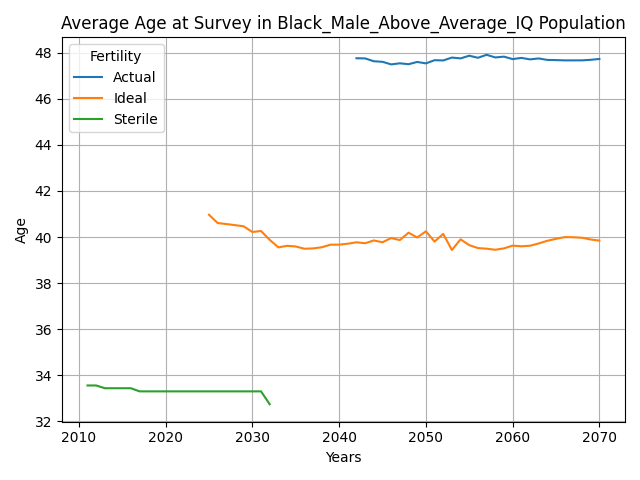 Average Age at Survey in Black_Male_Above_Average_IQ Population
Fertility
Actual
Ideal
Sterile
48
46
44
42
40
38
36
34
32
Age
2010 2020 2030 2040 2050 2060 2070
Years